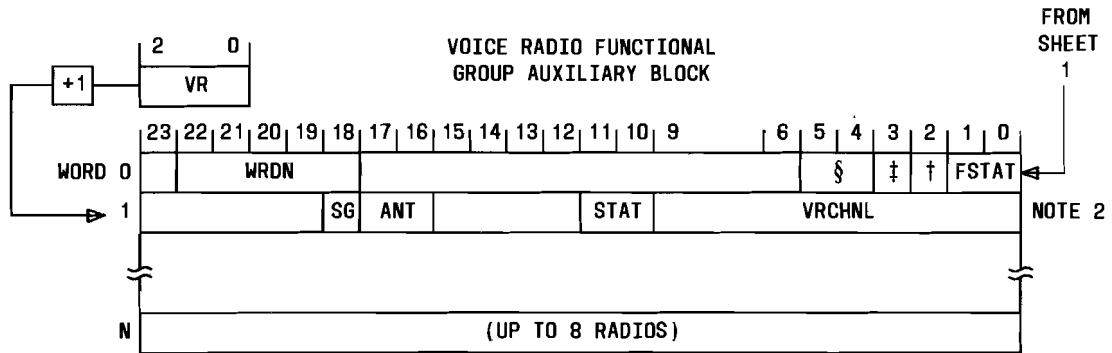 FROM
SHEET
1
2 0
VOICE RADIO FUNCTIONAL
GROUP AUXILIARY BLOCK
+1
VR
23 22 21 20 19 18 17 16 15 14 13 12 11 10 9 6 5 4 3 2 1 0
WORD 0 WRDN § ‡ † FSTAT
1 SG ANT STAT VRCHNL NOTE 2
N (UP TO 8 RADIOS)